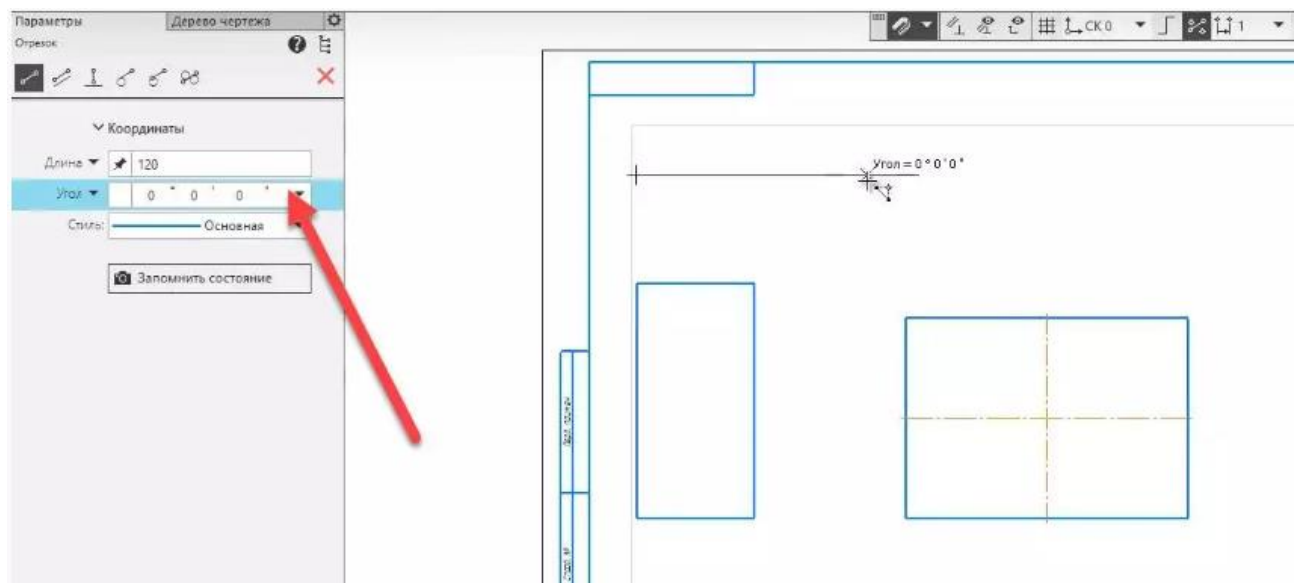 Параметры
Дерево чертежа
Отрезок
Координаты
Длина
120
Угол
0 ° 0 ' 0 "
Стиль:
Основная
Запомнить состояние
СК 0
1
Угол = 0 ° 0 ' 0 "